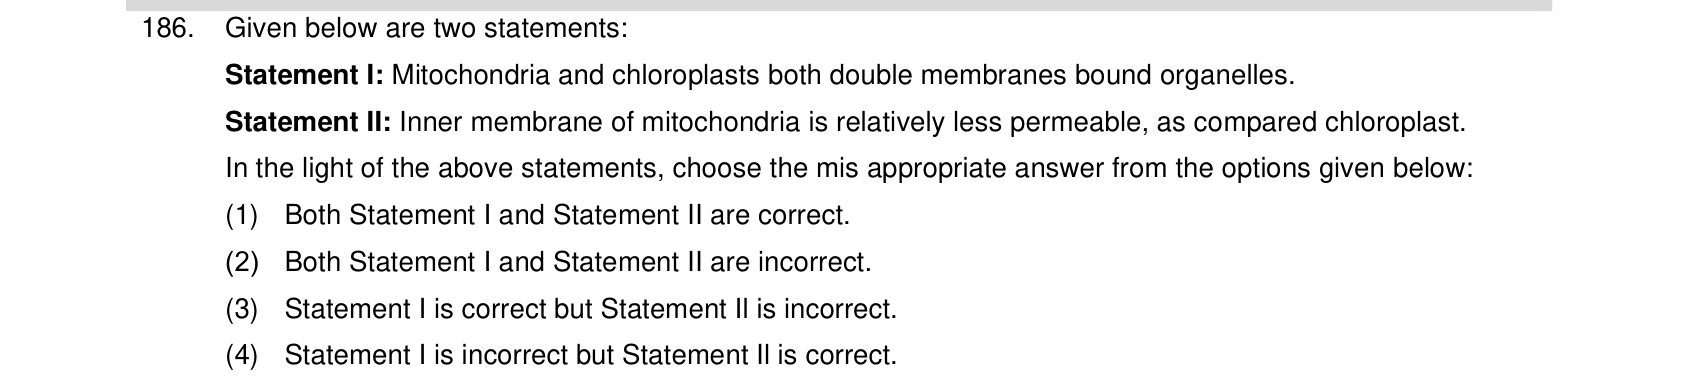 186. Given below are two statements:
Statement I: Mitochondria and chloroplasts both double membranes bound organelles.
Statement II: Inner membrane of mitochondria is relatively less permeable, as compared chloroplast.
In the light of the above statements, choose the mis appropriate answer from the options given below:
(1) Both Statement I and Statement II are correct.
(2) Both Statement I and Statement II are incorrect.
(3) Statement I is correct but Statement II is incorrect.
(4) Statement I is incorrect but Statement II is correct.